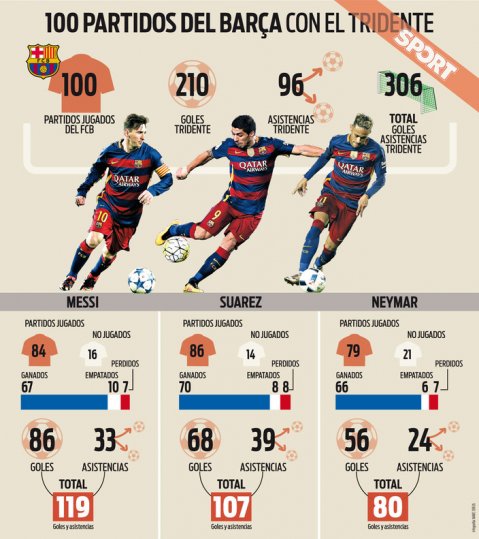 100 PARTIDOS DEL BARÇA CON EL TRIDENTE
SPORT
FCB
100
PARTIDOS JUGADOS
DEL FCB
210
GOLES
TRIDENTE
96
ASISTENCIAS
TRIDENTE
306
TOTAL
GOLES
ASISTENCIAS
TRIDENTE
QATAR
AIRWAYS
10
QATAR
AIRWAYS
9
QATAR
AIRWAYS
MESSI
PARTIDOS JUGADOS
NO JUGADOS
84
16
PERDIDOS
GANADOS
EMPATADOS
67
10
7
86
GOLES
33
ASISTENCIAS
TOTAL
119
Goles y asistencias
SUAREZ
PARTIDOS JUGADOS
NO JUGADOS
86
14
PERDIDOS
GANADOS
EMPATADOS
70
8
8
68
GOLES
39
ASISTENCIAS
TOTAL
107
Goles y asistencias
NEYMAR
PARTIDOS JUGADOS
NO JUGADOS
79
21
PERDIDOS
GANADOS
EMPATADOS
66
6
7
56
GOLES
24
ASISTENCIAS
TOTAL
80
Goles y asistencias